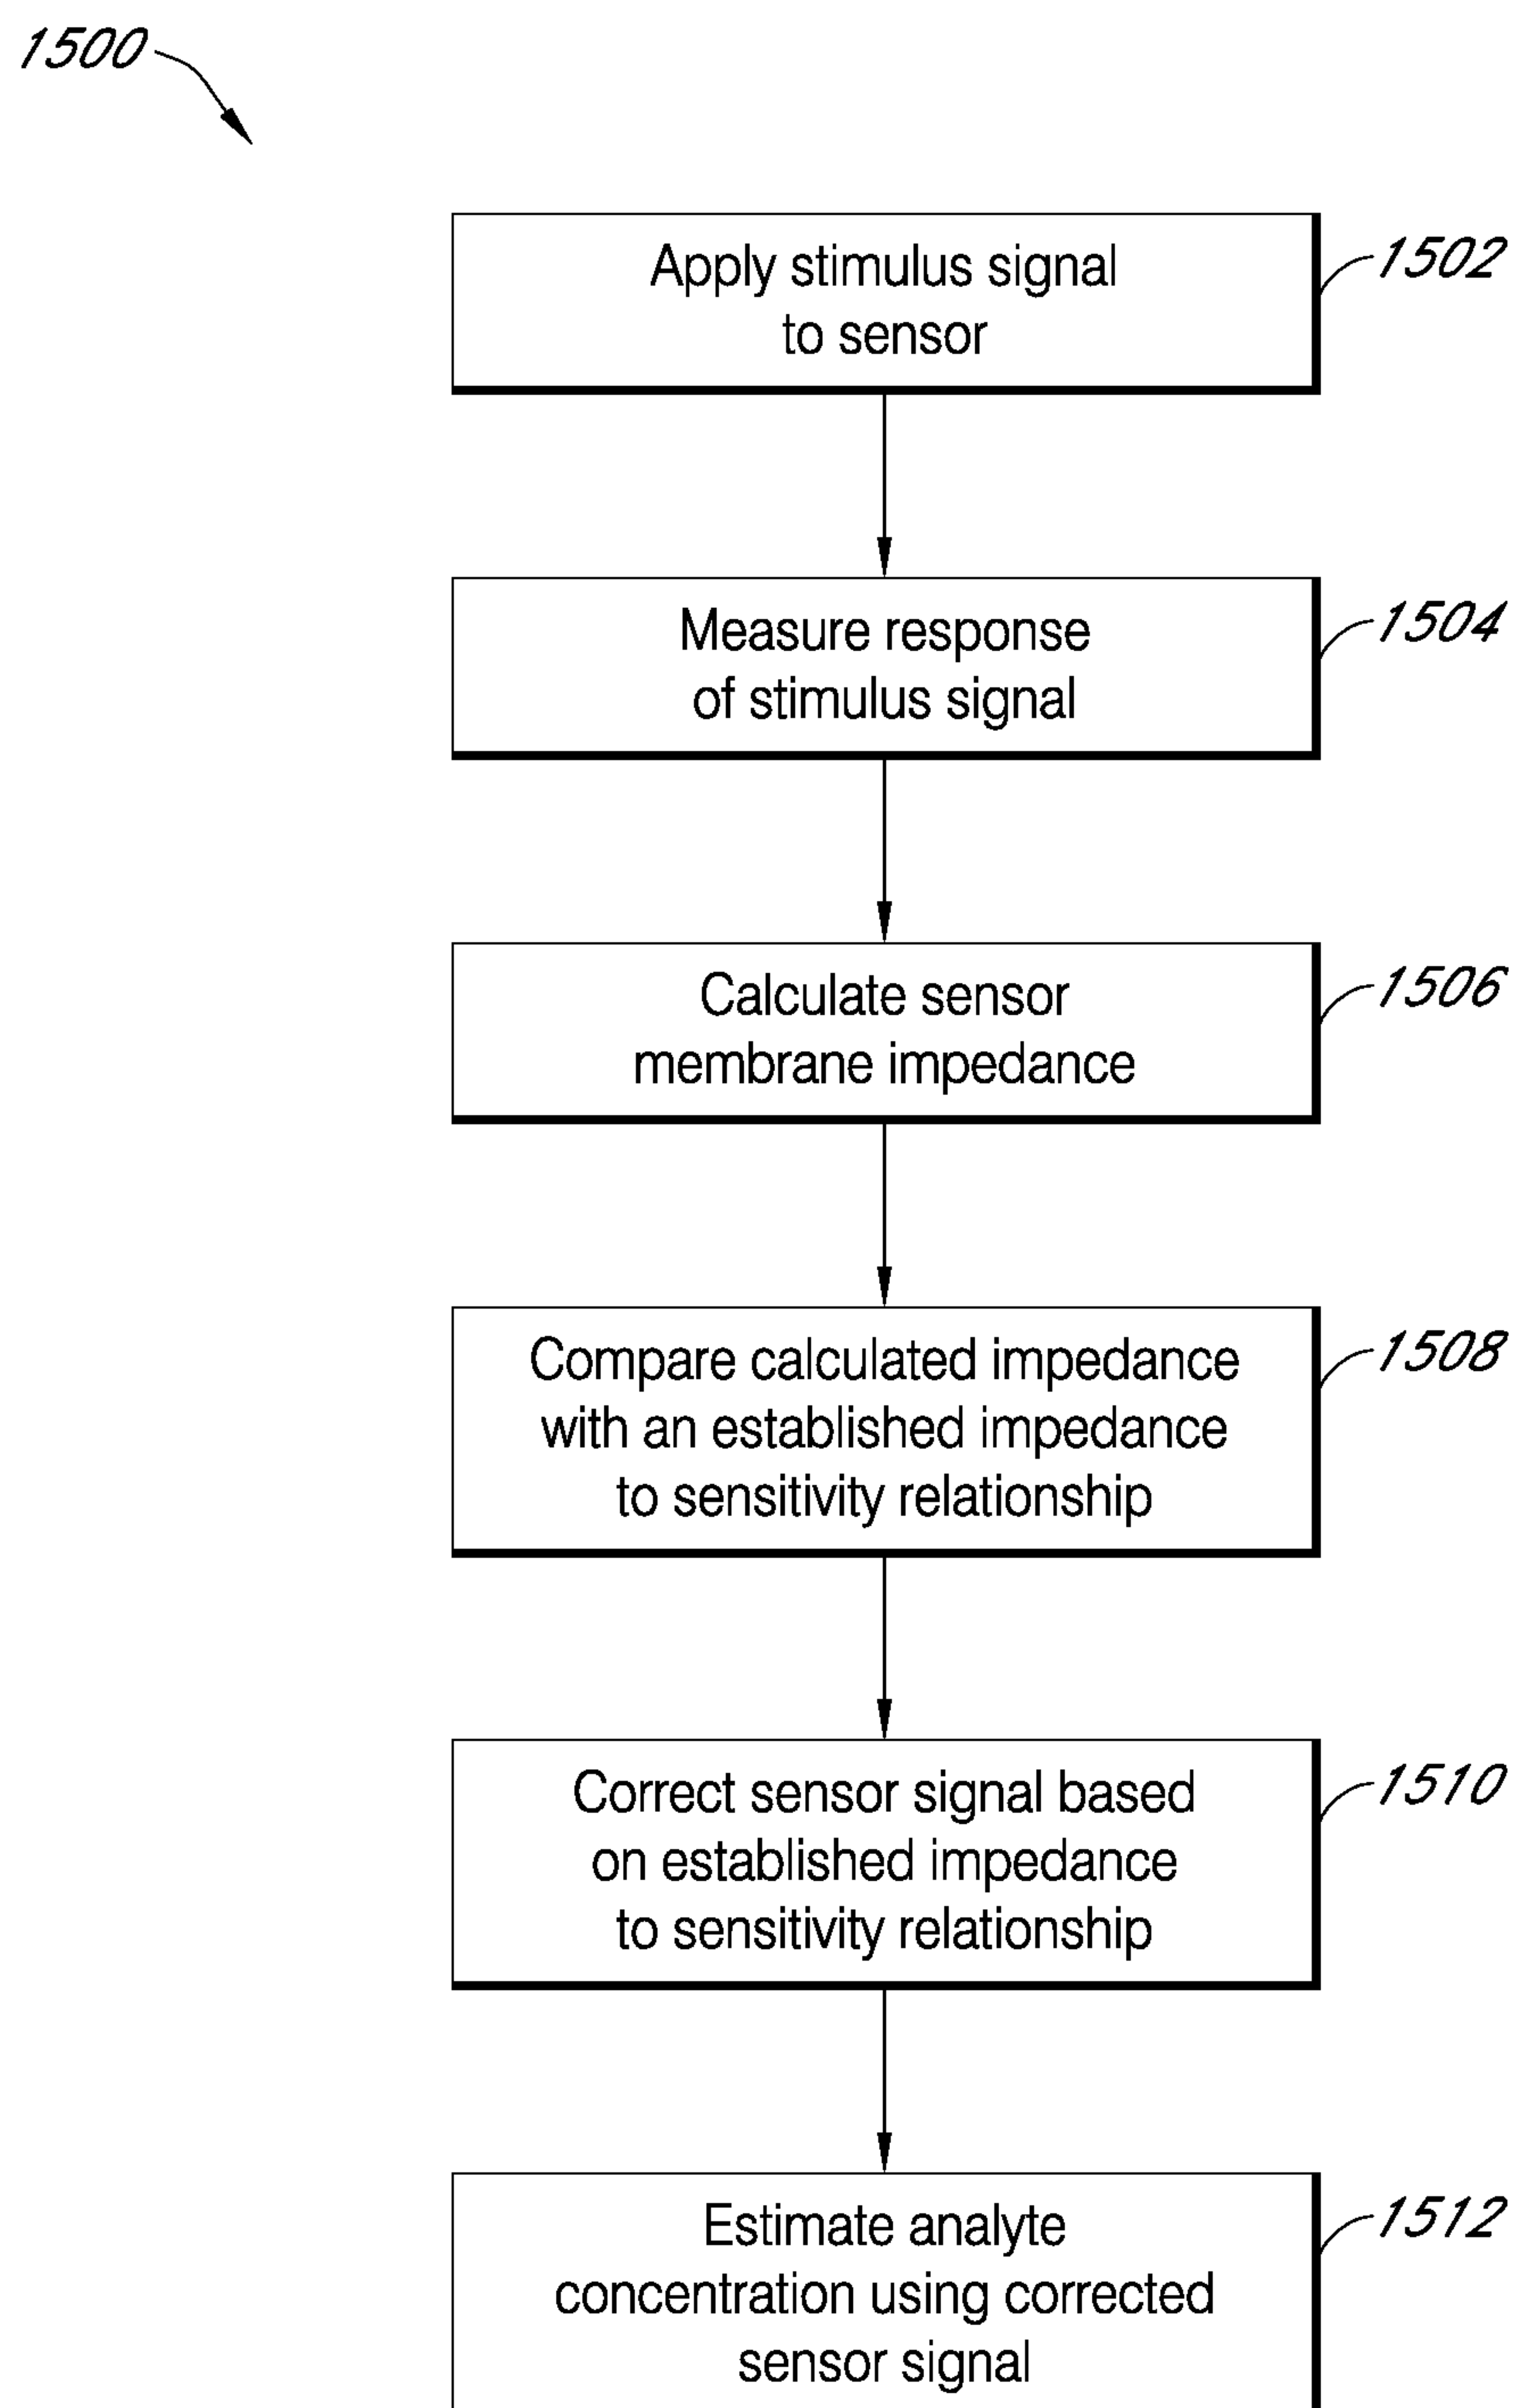 1500
Apply stimulus signal
to sensor
1502
Measure response
of stimulus signal
1504
Calculate sensor
membrane impedance
1506
Compare calculated impedance
with an established impedance
to sensitivity relationship
1508
Correct sensor signal based
on established impedance
to sensitivity relationship
1510
Estimate analyte
concentration using corrected
sensor signal
1512